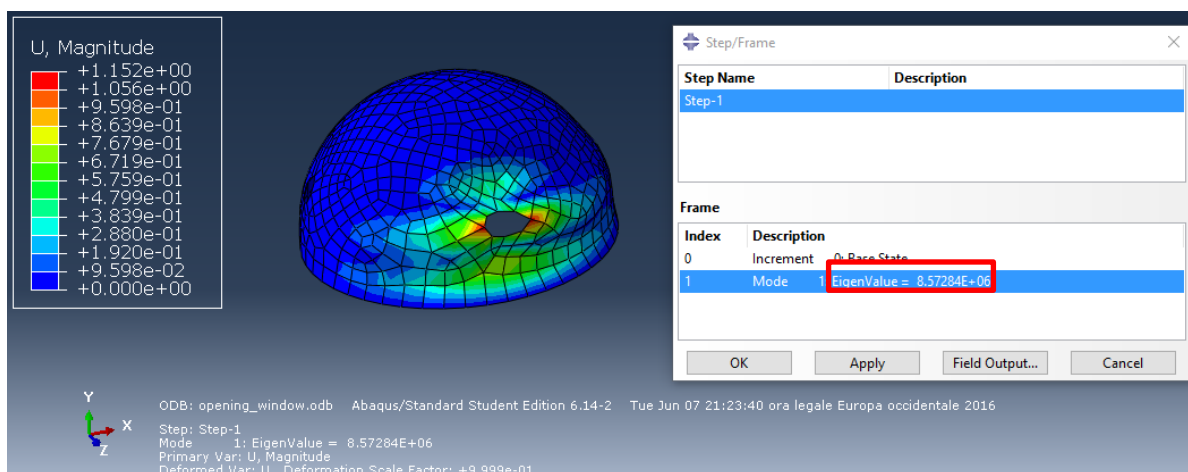 U, Magnitude
+1.152e+00
+1.056e+00
+9.598e-01
+8.639e-01
+7.679e-01
+6.719e-01
+5.759e-01
+4.799e-01
+3.839e-01
+2.880e-01
+1.920e-01
+9.598e-02
+0.000e+00
Step/Frame
Step Name Description
Step-1
Frame
Index Description
0 Increment 0: Base State
1 Mode 1: EigenValue = 8.57284E+06
OK Apply Field Output... Cancel
Y
X
Z
ODB: opening_window.odb Abaqus/Standard Student Edition 6.14-2 Tue Jun 07 21:23:40 ora legale Europa occidentale 2016
Step: Step-1
Mode 1: EigenValue = 8.57284E+06
Primary Var: U, Magnitude
Deformed Var: U Deformation Scale Factor: +9.999e-01